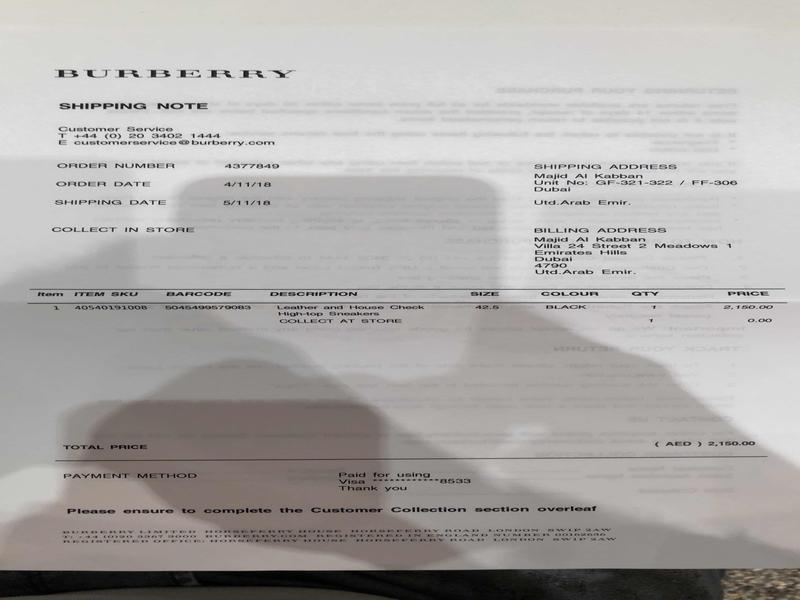 BURBERRY
SHIPPING NOTE
Customer Service
T +44 (0) 20 3402 1444
E customerservice@burberry.com
ORDER NUMBER 4377849
ORDER DATE 4/11/18
SHIPPING DATE 5/11/18
COLLECT IN STORE
SHIPPING ADDRESS
Majid Al Kabban
Unit No: GF-321-322 / FF-306
Dubai
Utd.Arab Emir.
BILLING ADDRESS
Majid Al Kabban
Villa 24 Street 2 Meadows 1
Emirates Hills
Dubai
4790
Utd.Arab Emir.
Item ITEM SKU BARCODE DESCRIPTION SIZE COLOUR QTY PRICE
1 40540191008 5045499579083 Leather and House Check 42.5 BLACK 1 2,150.00
High-top Sneakers
COLLECT AT STORE 1 0.00
TOTAL PRICE ( AED ) 2,150.00
PAYMENT METHOD Paid for using
Visa ************8533
Thank you
Please ensure to complete the Customer Collection section overleaf
BURBERRY LIMITED HORSEFERRY HOUSE HORSEFERRY ROAD LONDON SW1P 2AW
T: +44 (0)20 3367 3000 BURBERRY.COM REGISTERED IN ENGLAND NUMBER 00162636
REGISTERED OFFICE: HORSEFERRY HOUSE HORSEFERRY ROAD LONDON SW1P 2AW